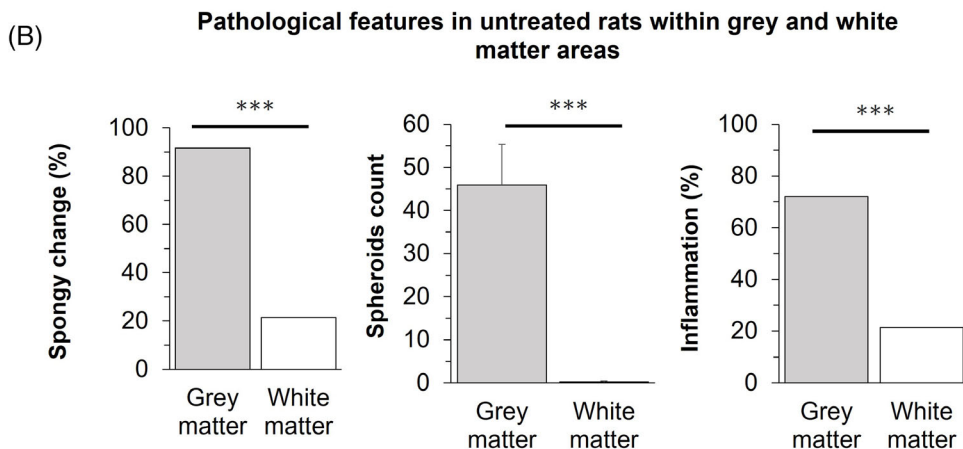 (B)
Pathological features in untreated rats within grey and white
matter areas
***
100
80
60
40
20
0
Spongy change (%)
Grey
matter
White
matter
***
60
50
40
30
20
10
0
Spheroids count
Grey
matter
White
matter
***
100
80
60
40
20
0
Inflammation (%)
Grey
matter
White
matter